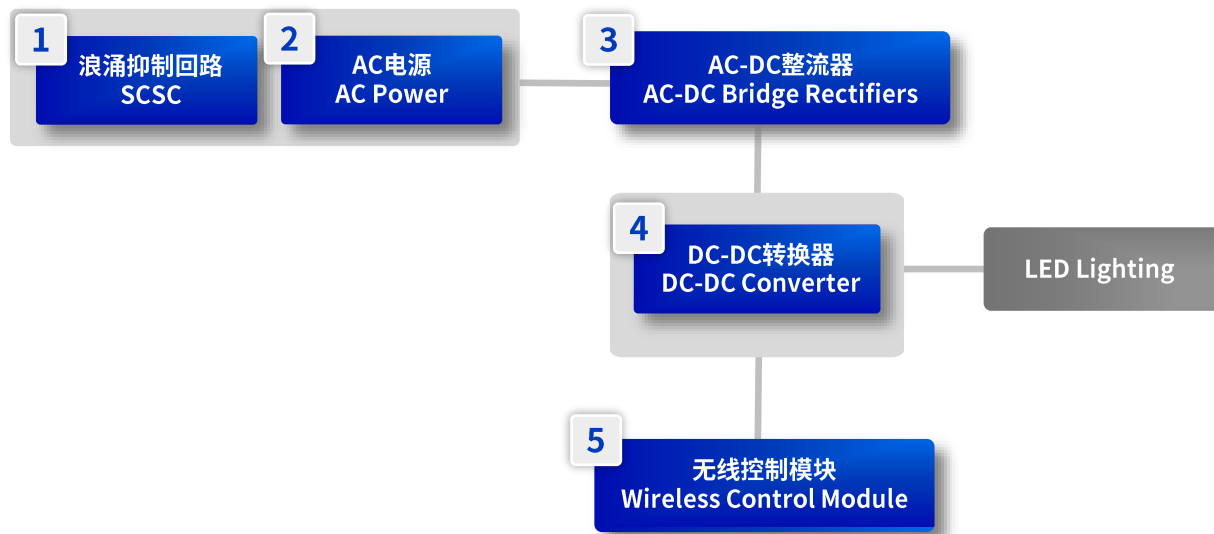 1
浪涌抑制回路
SCSC
2
AC电源
AC Power
3
AC-DC整流器
AC-DC Bridge Rectifiers
4
DC-DC转换器
DC-DC Converter
LED Lighting
5
无线控制模块
Wireless Control Module